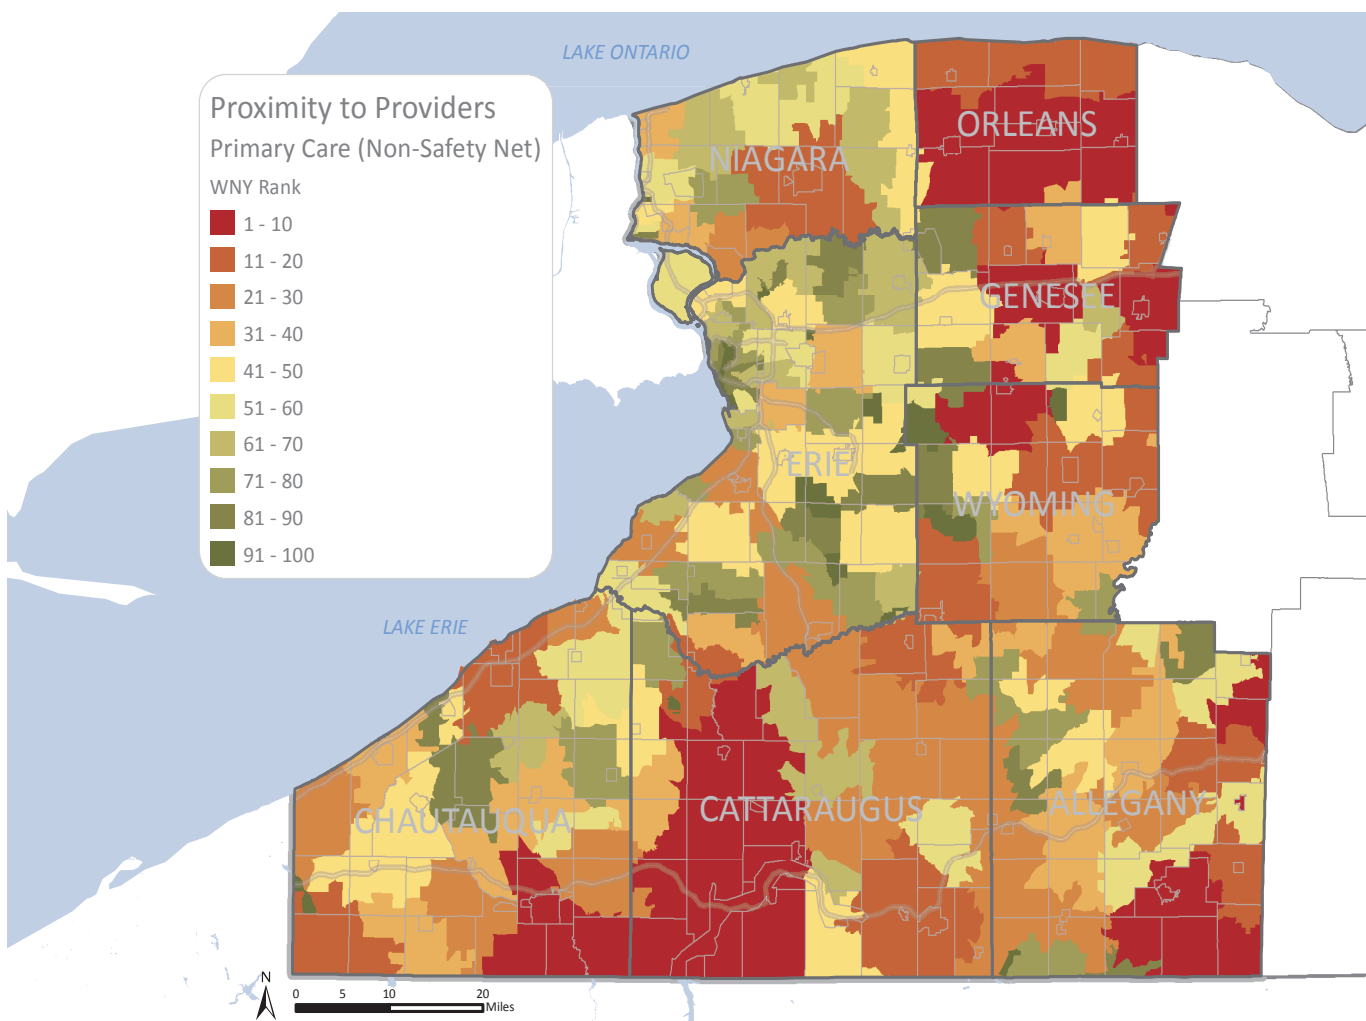 LAKE ONTARIO
Proximity to Providers
Primary Care (Non-Safety Net)
WNY Rank
1 - 10
11 - 20
21 - 30
31 - 40
41 - 50
51 - 60
61 - 70
71 - 80
81 - 90
91 - 100
ORLEANS
NIAGARA
GENESEE
ERIE
WYOMING
LAKE ERIE
CHAUTAUQUA
CATTARAUGUS
ALLEGANY
N
0 5 10 20
Miles